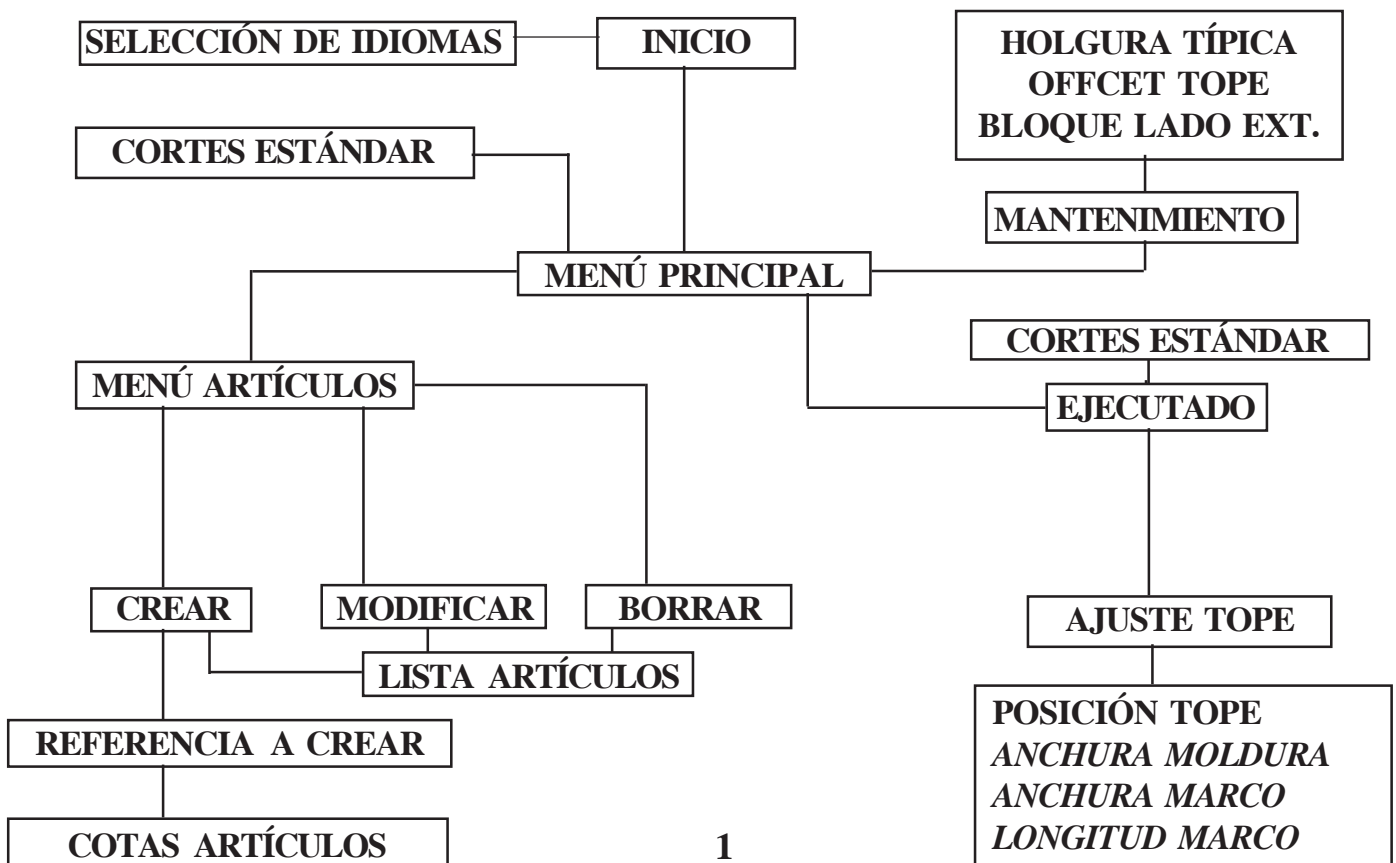 SELECCIÓN DE IDIOMAS
INICIO
HOLGURA TÍPICA
OFFCET TOPE
BLOQUE LADO EXT.
CORTES ESTÁNDAR
MANTENIMIENTO
MENÚ PRINCIPAL
CORTES ESTÁNDAR
MENÚ ARTÍCULOS
EJECUTADO
CREAR
MODIFICAR
BORRAR
AJUSTE TOPE
LISTA ARTÍCULOS
REFERENCIA A CREAR
POSICIÓN TOPE
ANCHURA MOLDURA
ANCHURA MARCO
LONGITUD MARCO
COTAS ARTÍCULOS
1